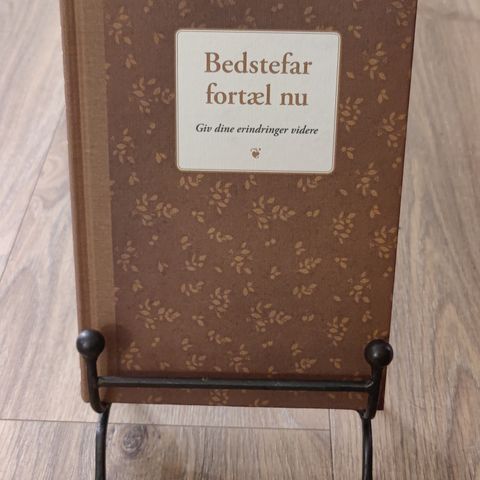 Bedstefar
fortæl nu
Giv dine erindringer videre